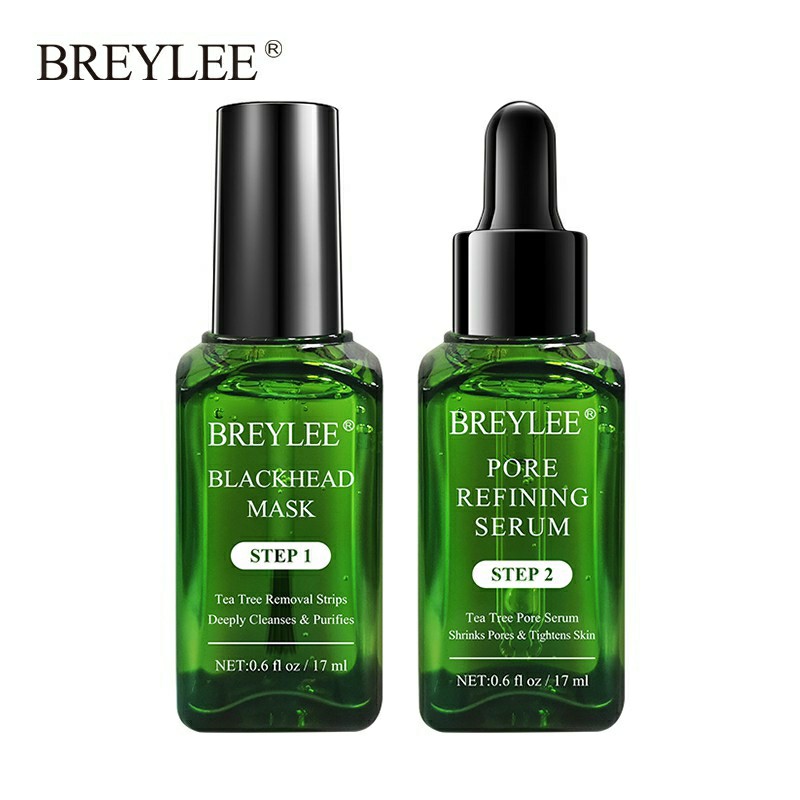 BREYLEE®
BREYLEE®
BLACKHEAD
MASK
STEP 1
Tea Tree Removal Strips
Deeply Cleanses & Purifies
NET:0.6 fl oz / 17 ml
BREYLEE®
PORE
REFINING
SERUM
STEP 2
Tea Tree Pore Serum
Shrinks Pores & Tightens Skin
NET:0.6 fl oz / 17 ml